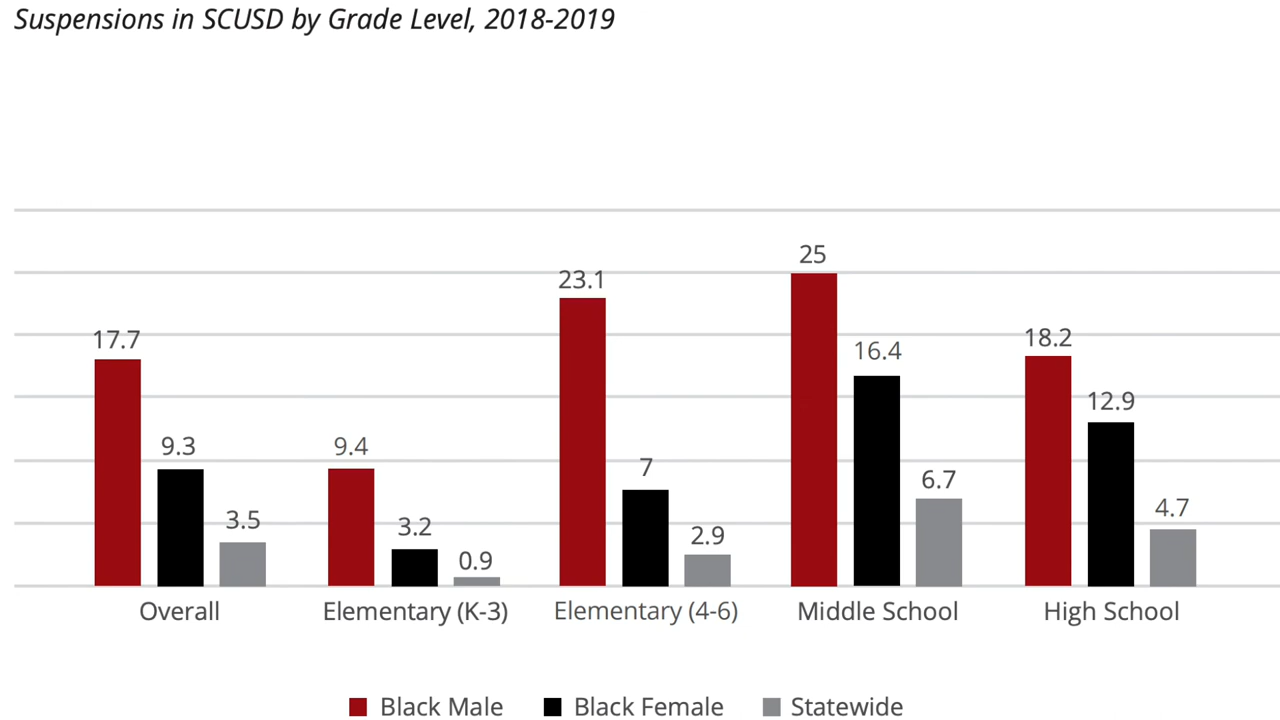 Suspensions in SCUSD by Grade Level, 2018-2019
17.7
9.3
3.5
9.4
3.2
0.9
23.1
7
2.9
25
16.4
6.7
18.2
12.9
4.7
Overall
Elementary (K-3)
Elementary (4-6)
Middle School
High School
Black Male
Black Female
Statewide